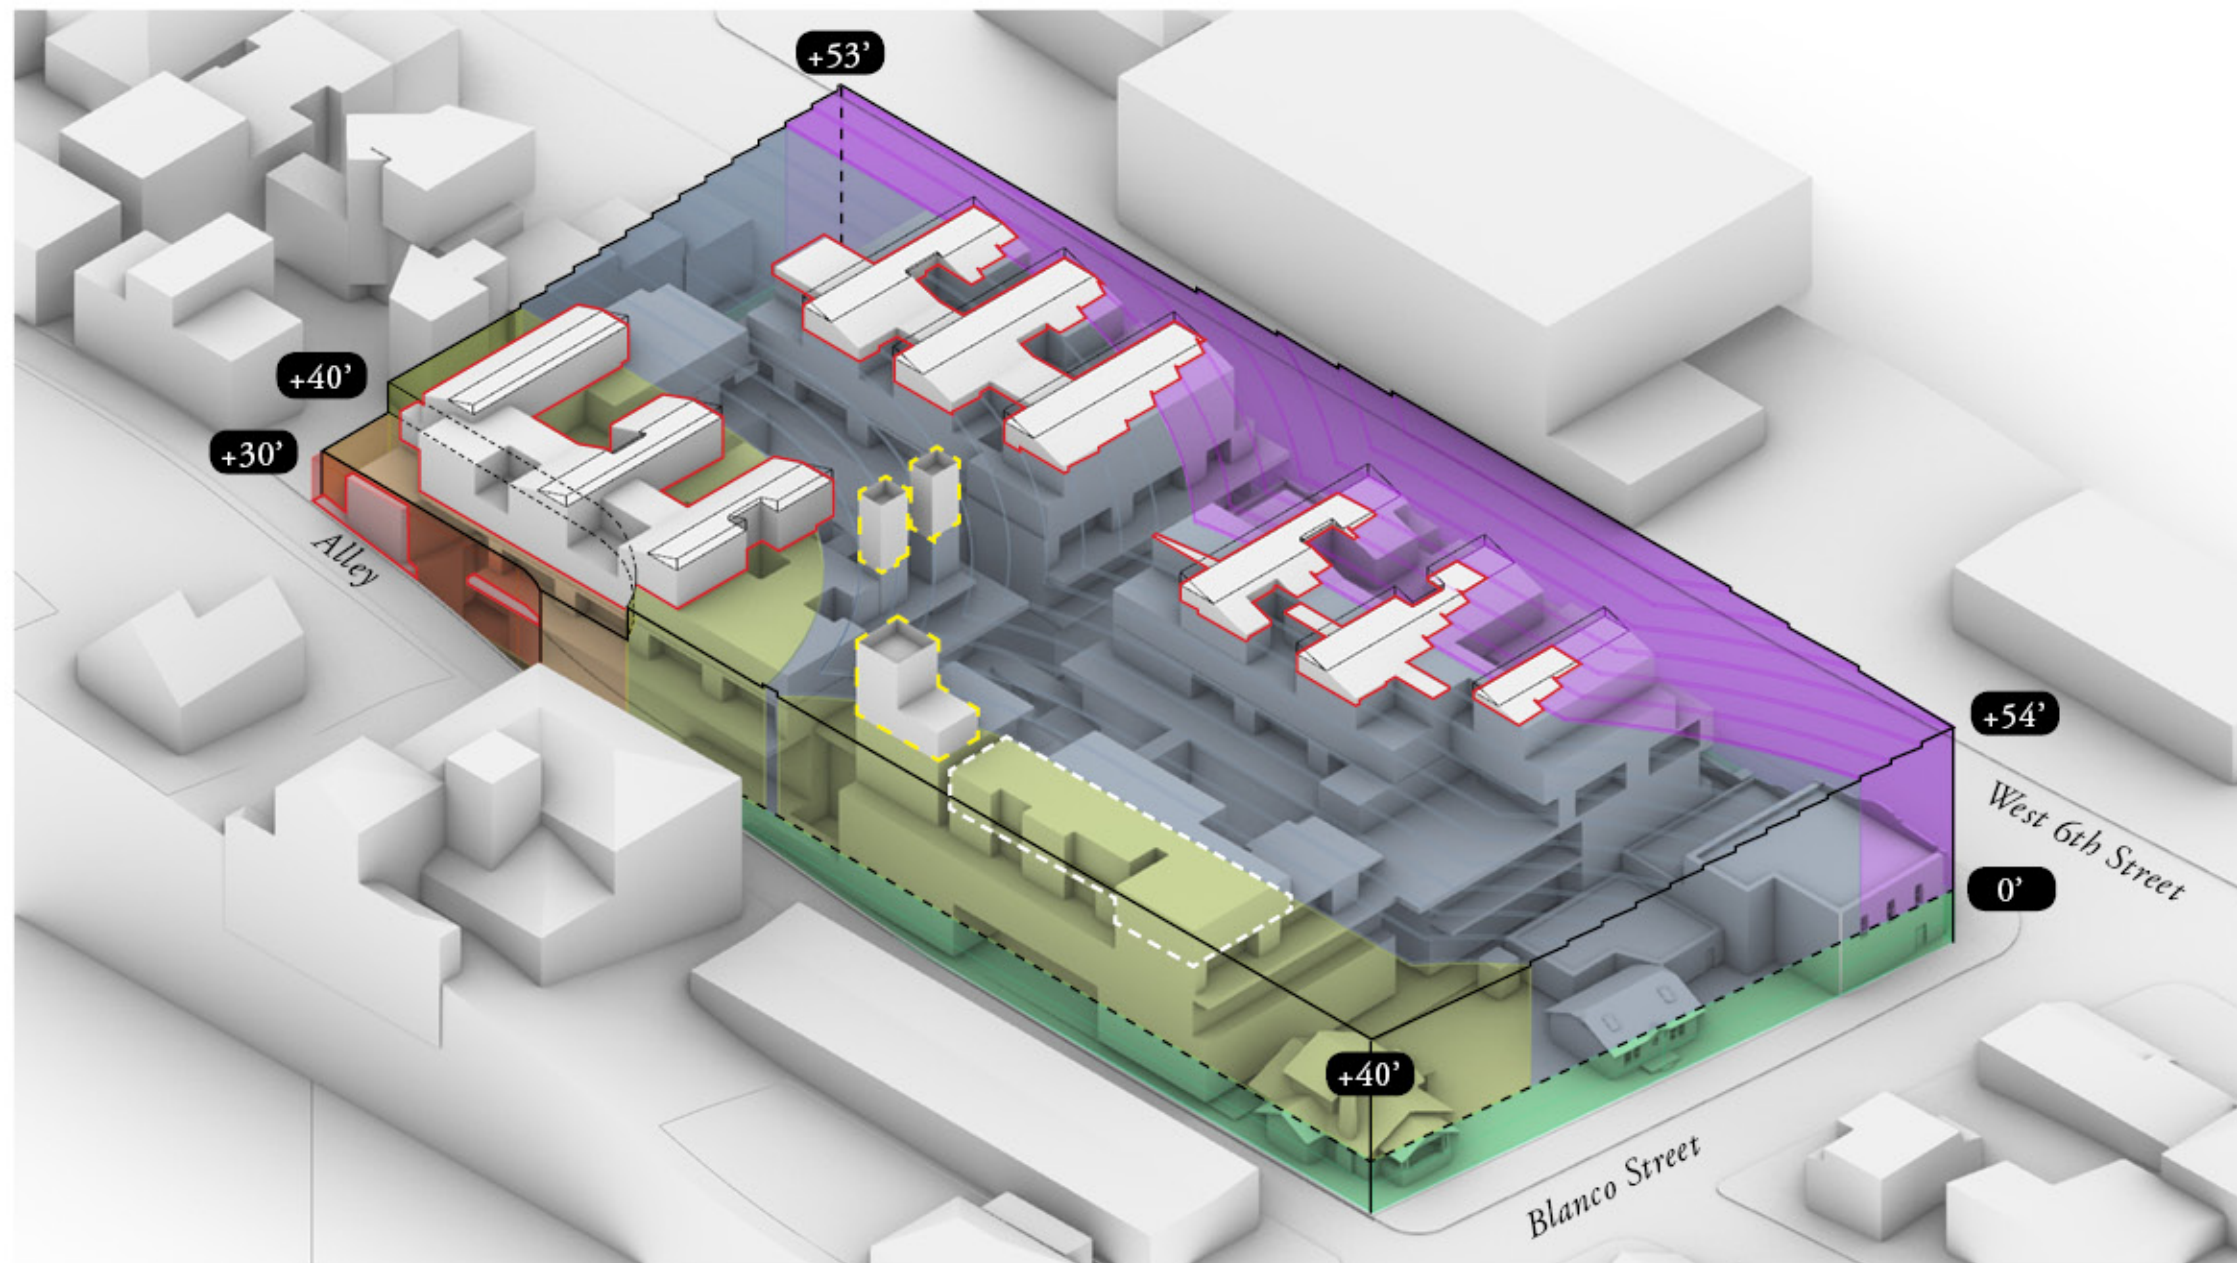 +53’
+40’
+30’
Alley
+54’
West 6th Street
0’
+40’
Blanco Street